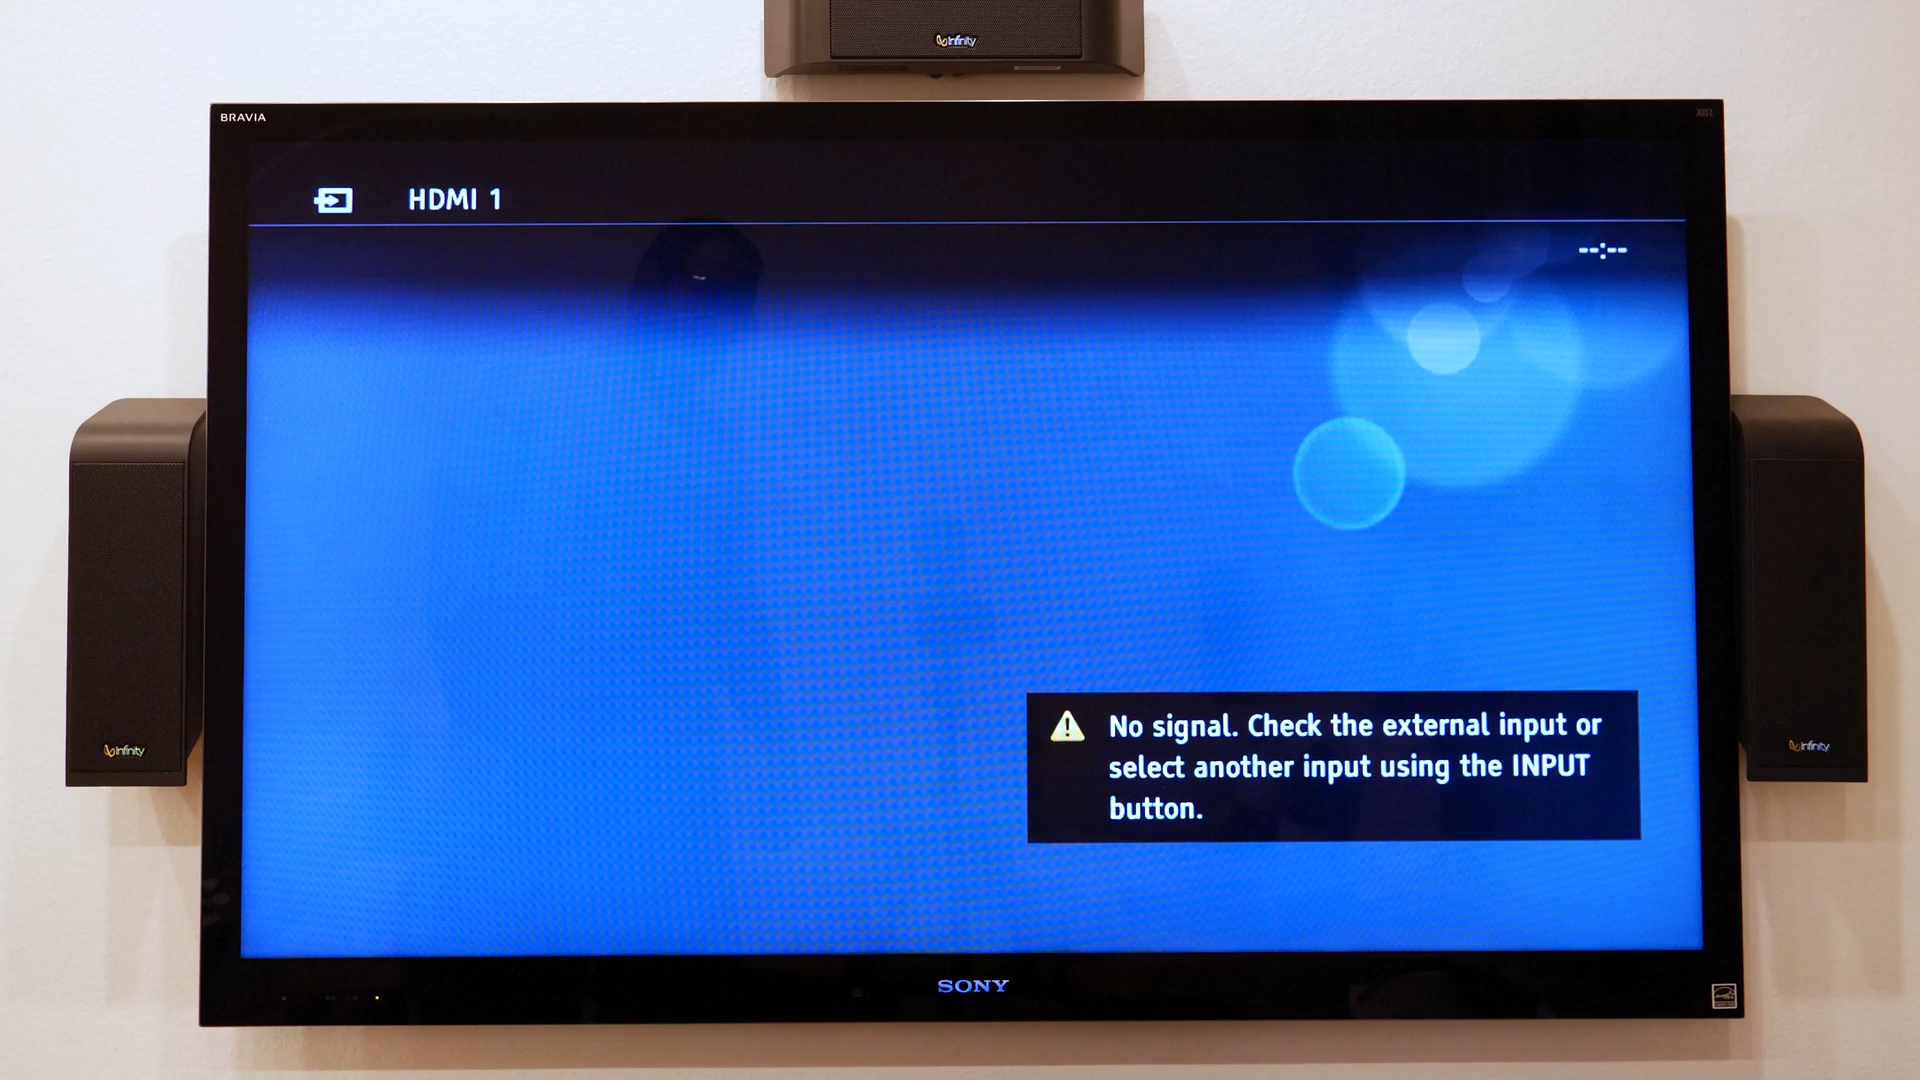 Infinity
BRAVIA
HDMI 1
--:--
No signal. Check the external input or
select another input using the INPUT
button.
Infinity
Infinity
SONY